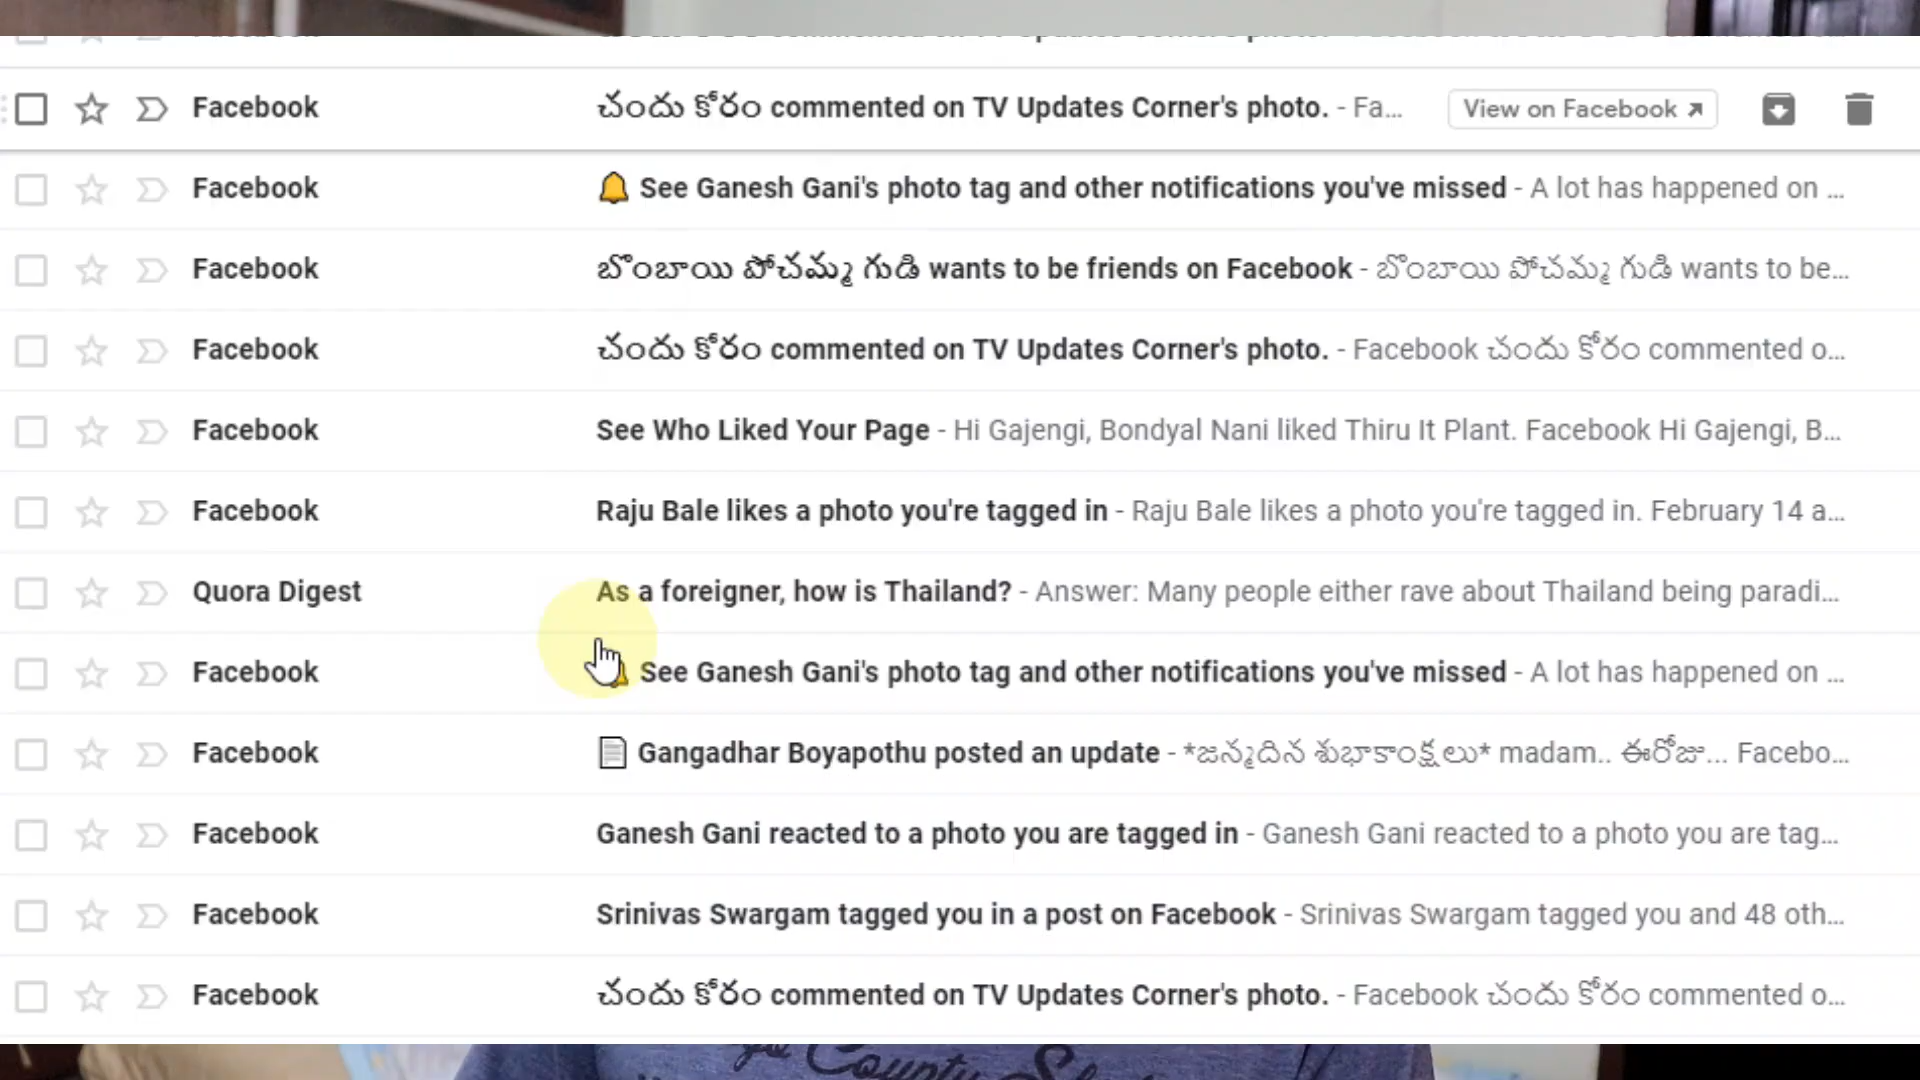 Facebook చందు కోరం commented on TV Updates Corner's photo. - Fa... View on Facebook
Facebook 🔔 See Ganesh Gani's photo tag and other notifications you've missed - A lot has happened on ...
Facebook బొంబాయి పోచమ్మ గుడి wants to be friends on Facebook - బొంబాయి పోచమ్మ గుడి wants to be...
Facebook చందు కోరం commented on TV Updates Corner's photo. - Facebook చందు కోరం commented o...
Facebook See Who Liked Your Page - Hi Gajengi, Bondyal Nani liked Thiru It Plant. Facebook Hi Gajengi, B...
Facebook Raju Bale likes a photo you're tagged in - Raju Bale likes a photo you're tagged in. February 14 a...
Quora Digest As a foreigner, how is Thailand? - Answer: Many people either rave about Thailand being paradi...
Facebook See Ganesh Gani's photo tag and other notifications you've missed - A lot has happened on ...
Facebook Gangadhar Boyapothu posted an update - *జన్మదిన శుభాకాంక్షలు* madam.. ఈరోజు... Facebo...
Facebook Ganesh Gani reacted to a photo you are tagged in - Ganesh Gani reacted to a photo you are tag...
Facebook Srinivas Swargam tagged you in a post on Facebook - Srinivas Swargam tagged you and 48 oth...
Facebook చందు కోరం commented on TV Updates Corner's photo. - Facebook చందు కోరం commented o...
County